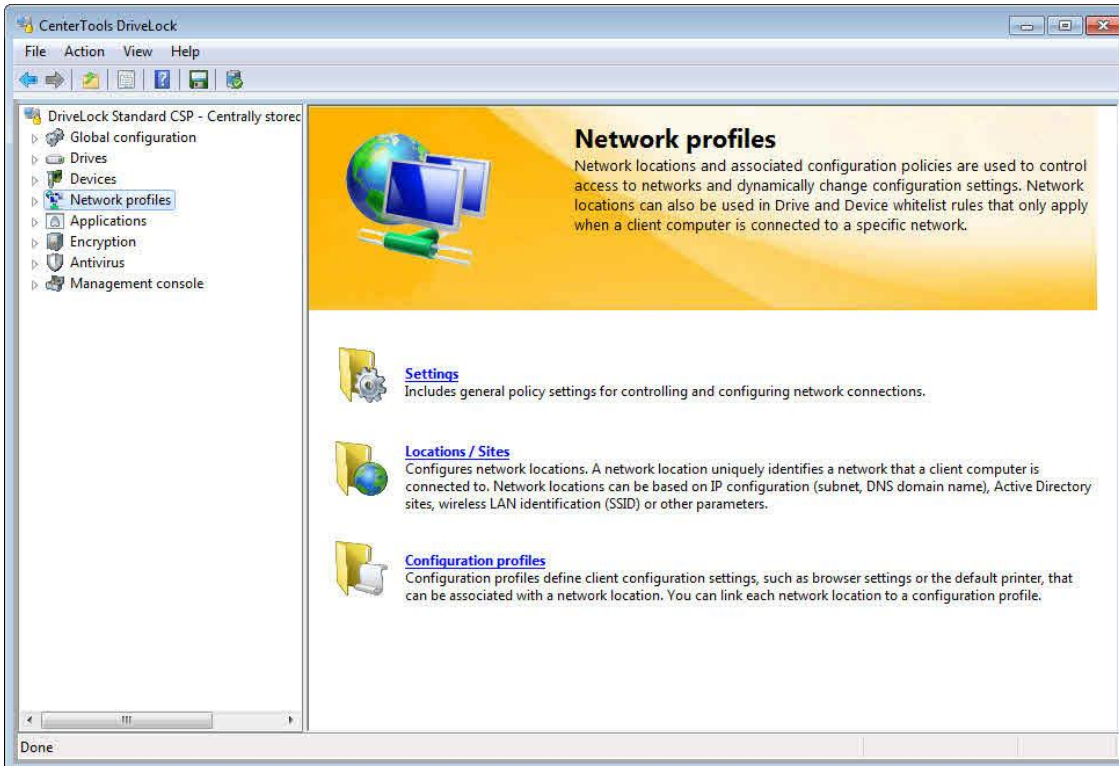 CenterTools DriveLock
File Action View Help
DriveLock Standard CSP - Centrally
Global configuration
Drives
Devices
Network profiles
Applications
Encryption
Antivirus
Management console
Network profiles
Network locations and associated configuration policies are used to control
access to networks and dynamically change configuration settings. Network
locations can also be used in Drive and Device whitelist rules that only apply
when a client computer is connected to a specific network.
Settings
Includes general policy settings for controlling and configuring network connections.
Locations / Sites
Configures network locations. A network location uniquely identifies a network that a client computer is
connected to. Network locations can be based on IP configuration (subnet, DNS domain name), Active Directory
sites, wireless LAN identification (SSID) or other parameters.
Configuration profiles
Configuration profiles define client configuration settings, such as browser settings or the default printer, that
can be associated with a network location. You can link each network location to a configuration profile.
Done